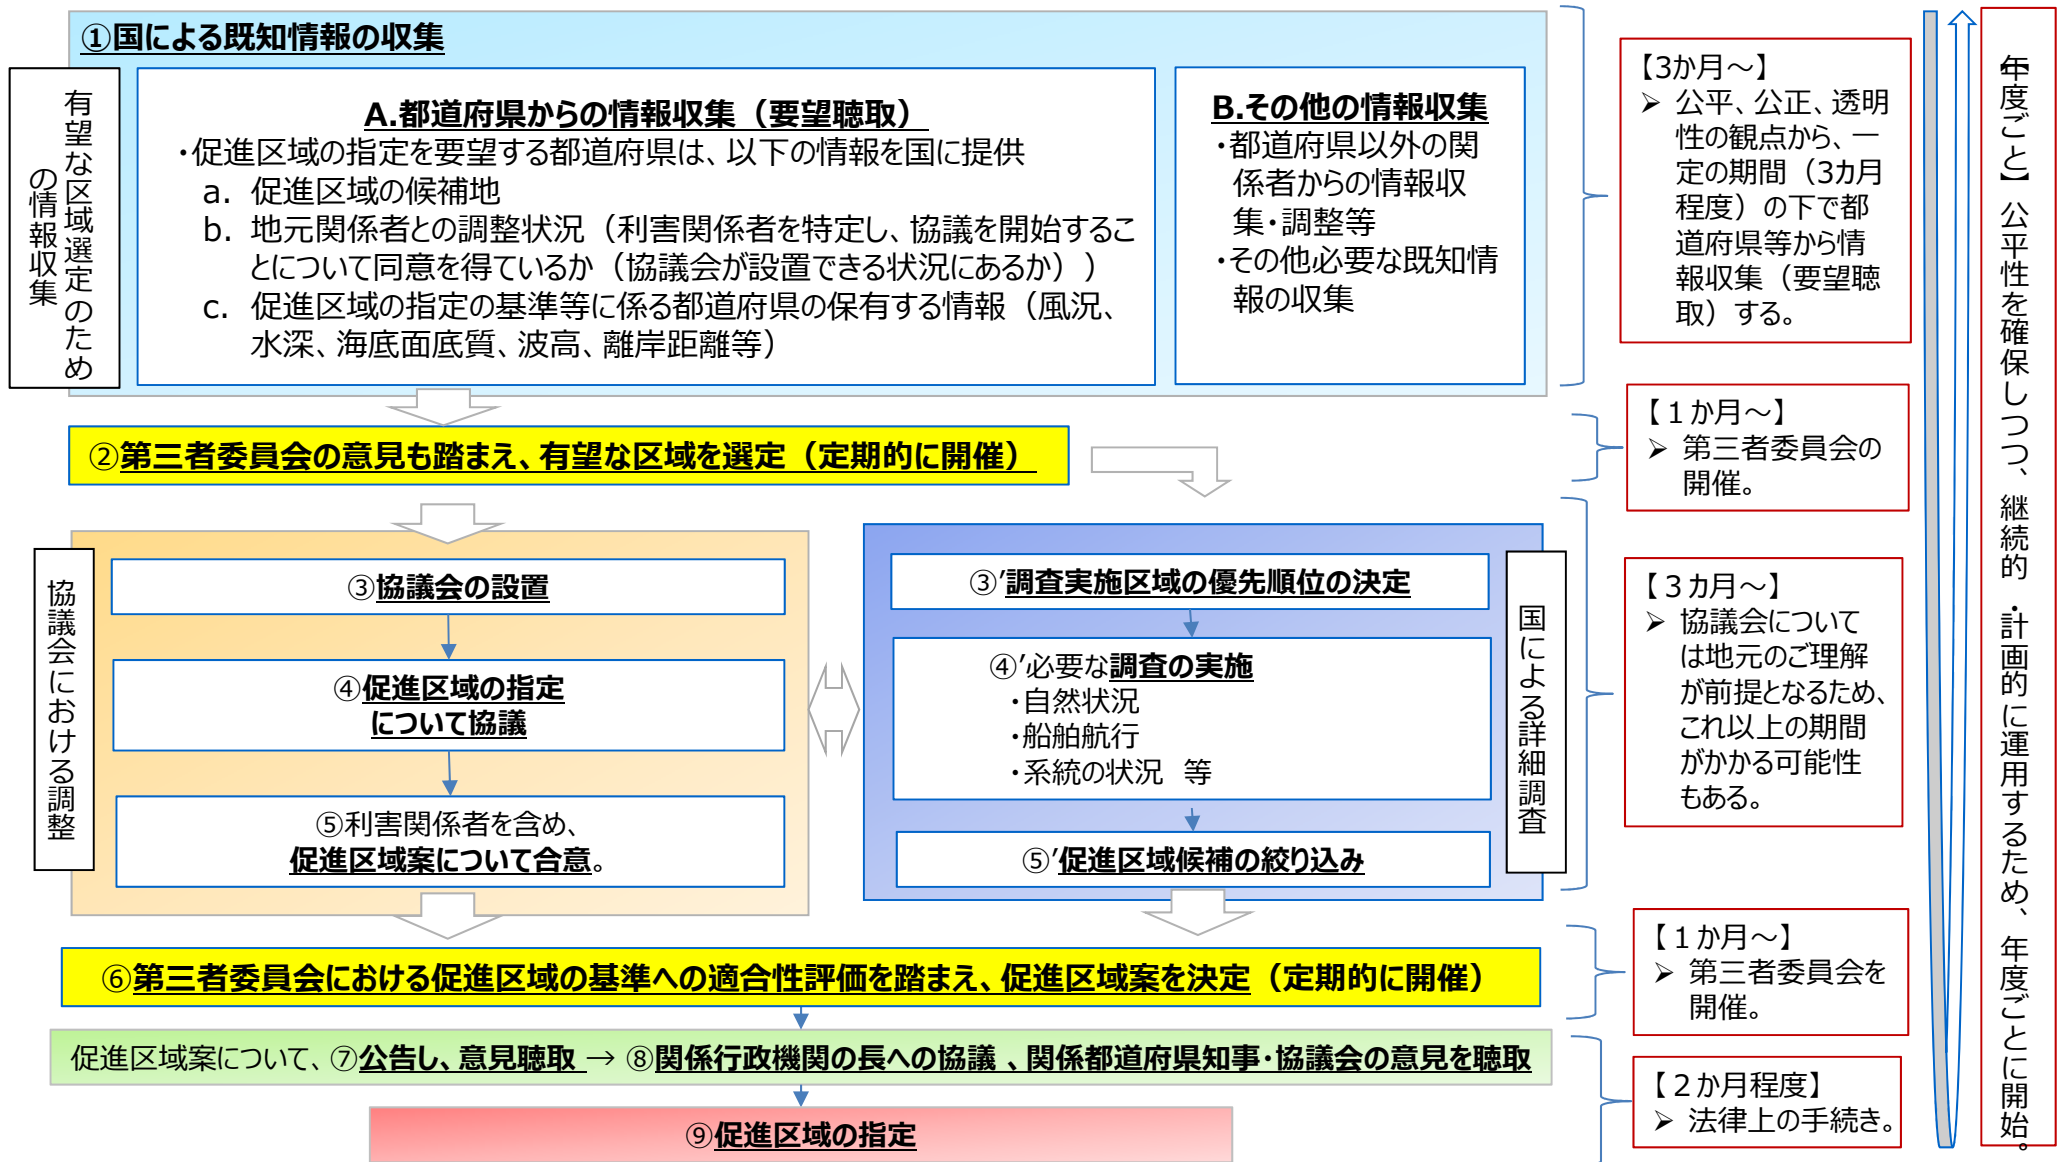 ①国による既知情報の収集
有望な区域選定のため
の情報収集
A.都道府県からの情報収集（要望聴取）
・促進区域の指定を要望する都道府県は、以下の情報を国に提供
a. 促進区域の候補地
b. 地元関係者との調整状況（利害関係者を特定し、協議を開始するこ
とについて同意を得ているか（協議会が設置できる状況にあるか））
c. 促進区域の指定の基準等に係る都道府県の保有する情報（風況、
水深、海底面底質、波高、離岸距離等）
B.その他の情報収集
・都道府県以外の関
係者からの情報収
集・調整等
・その他必要な既知情
報の収集
【3か月～】
➢ 公平、公正、透明
性の観点から、一
定の期間（3カ月
程度）の下で都
道府県等から情
報収集（要望聴
取）する。
②第三者委員会の意見も踏まえ、有望な区域を選定（定期的に開催）
【１か月～】
➢ 第三者委員会の
開催。
協議会における調整
③協議会の設置
④促進区域の指定
について協議
⑤利害関係者を含め、
促進区域案について合意。
③’調査実施区域の優先順位の決定
④’必要な調査の実施
・自然状況
・船舶航行
・系統の状況　等
⑤’促進区域候補の絞り込み
国による詳細調査
【３カ月～】
➢ 協議会について
は地元のご理解
が前提となるため、
これ以上の期間
がかかる可能性
もある。
⑥第三者委員会における促進区域の基準への適合性評価を踏まえ、促進区域案を決定（定期的に開催）
【１か月～】
➢ 第三者委員会を
開催。
促進区域案について、⑦公告し、意見聴取 → ⑧関係行政機関の長への協議 、関係都道府県知事・協議会の意見を聴取
【２か月程度】
➢ 法律上の手続き。
⑨促進区域の指定
【年度ごと】公平性を確保しつつ、継続的・計画的に運用するため、年度ごとに開始。